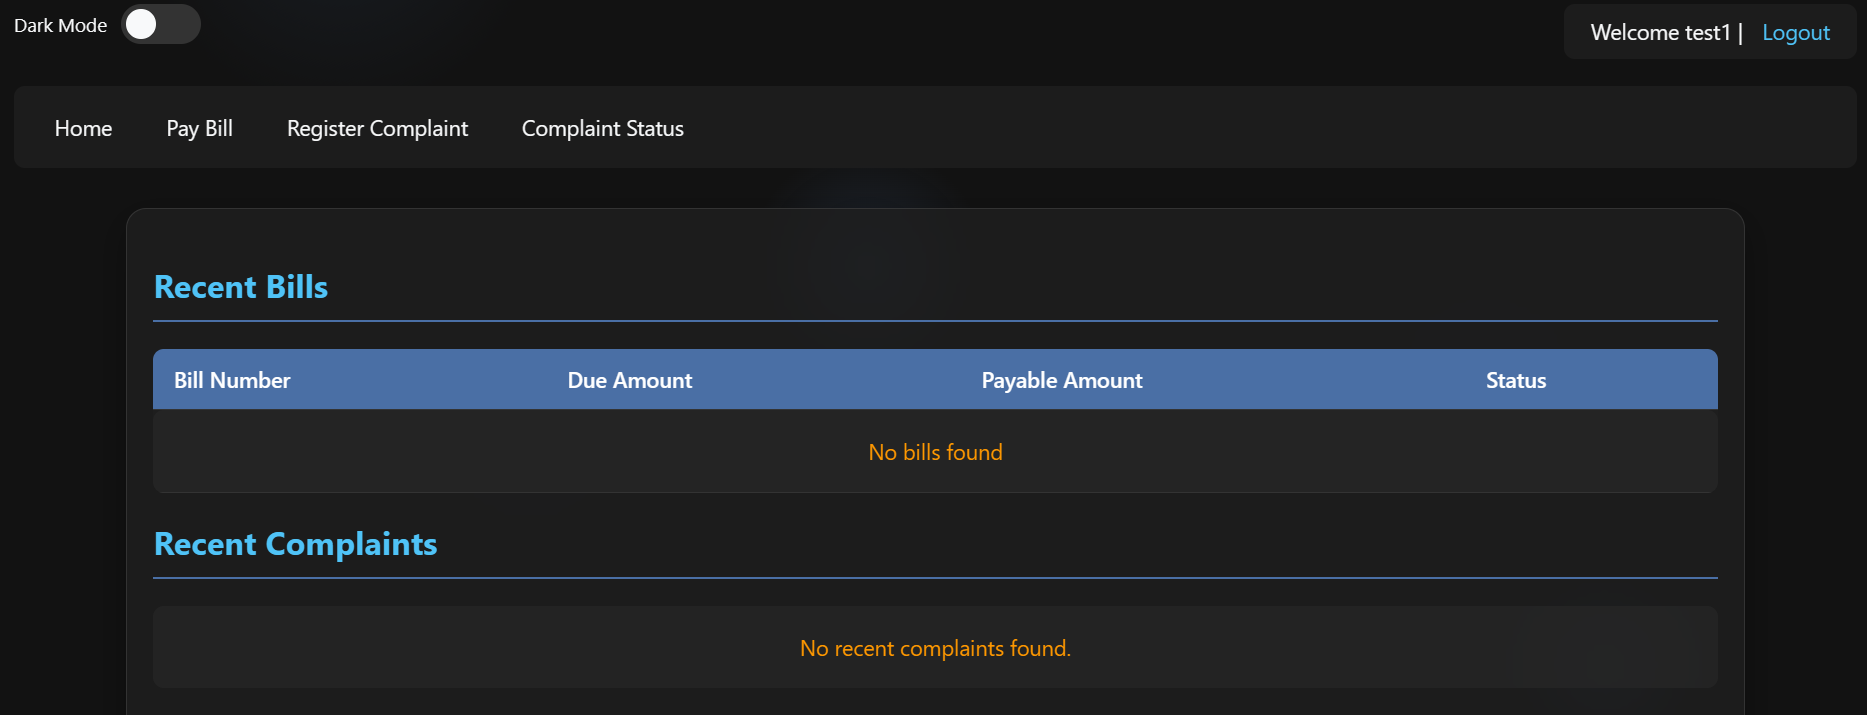 Dark Mode
Welcome test1 | Logout
Home Pay Bill Register Complaint Complaint Status
Recent Bills
Bill Number Due Amount Payable Amount Status
No bills found
Recent Complaints
No recent complaints found.